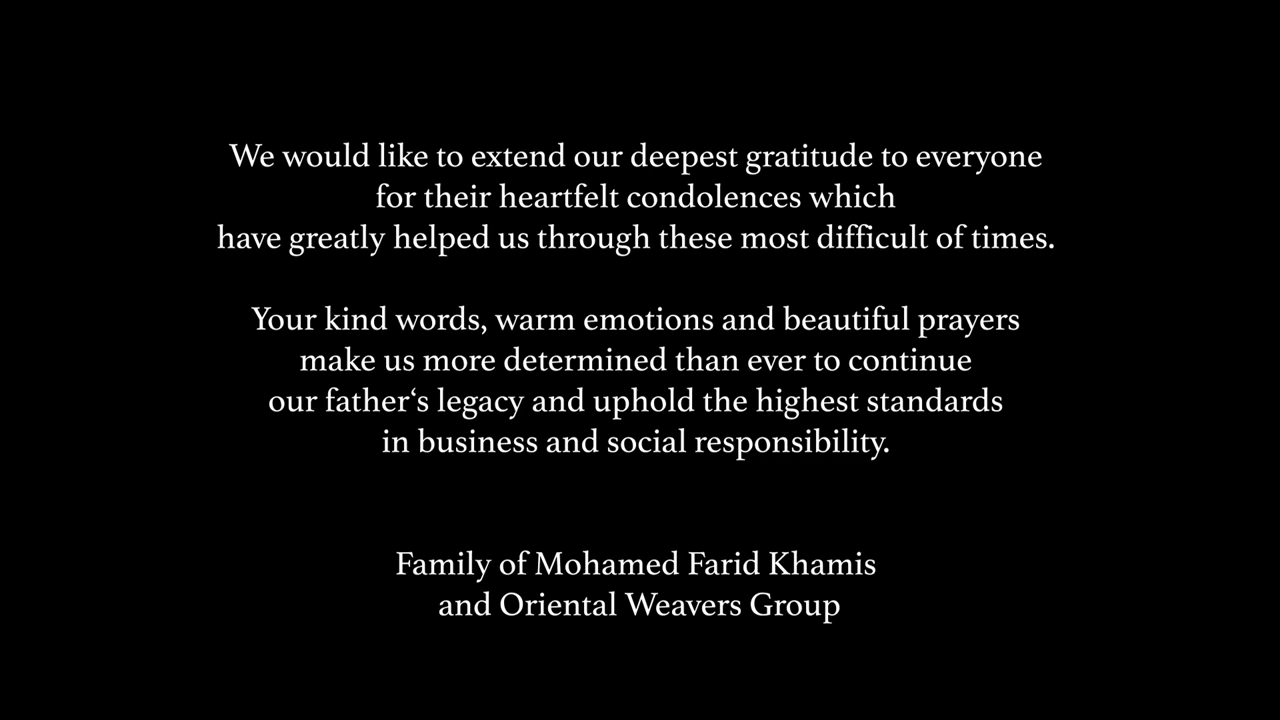 We would like to extend our deepest gratitude to everyone
for their heartfelt condolences which
have greatly helped us through these most difficult of times.
Your kind words, warm emotions and beautiful prayers
make us more determined than ever to continue
our father‘s legacy and uphold the highest standards
in business and social responsibility.
Family of Mohamed Farid Khamis
and Oriental Weavers Group